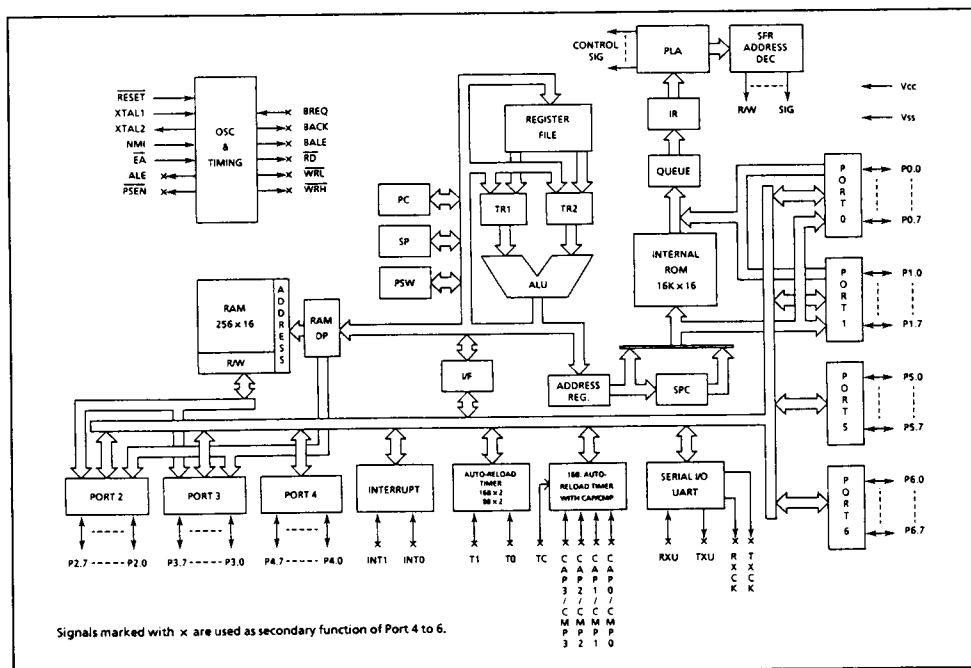 CONTROL
SIG
PLA
SFR
ADDRESS
DEC
R/W
SIG
RESET
XTAL1
XTAL2
NMI
EA
ALE
PSEN
OSC
&
TIMING
BREQ
BACK
BALE
RD
WRL
WRH
Vcc
Vss
REGISTER
FILE
IR
QUEUE
PC
SP
PSW
TR1
TR2
ALU
INTERNAL
ROM
16K × 16
PORT 0
P0.0
P0.7
PORT 1
P1.0
P1.7
RAM
256 × 16
ADDRESS
R/W
RAM
DP
I/F
ADDRESS
REG.
SPC
PORT 5
P5.0
P5.7
PORT 6
P6.0
P6.7
PORT 2
PORT 3
PORT 4
INTERRUPT
AUTO-RELOAD
TIMER
16B × 2
8B × 2
16B. AUTO-
RELOAD TIMER
WITH CAP/CMP
SERIAL I/O
UART
P2.7
P2.0
P3.7
P3.0
P4.7
P4.0
INT1
INT0
T1
T0
TC
CAP3/CMP3
CAP2/CMP2
CAP1/CMP1
CAP0/CMP0
RXU
TXU
RXCK
TXCK
Signals marked with × are used as secondary function of Port 4 to 6.